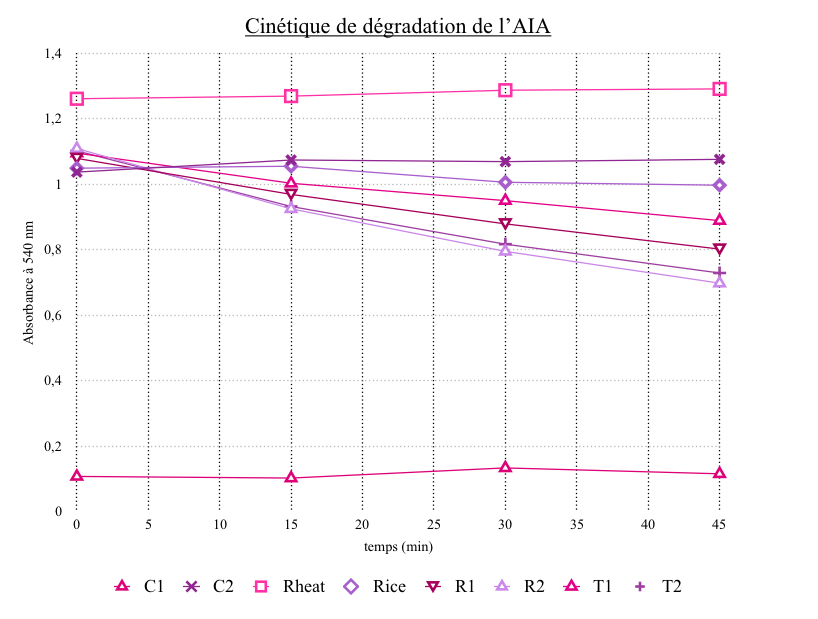 Cinétique de dégradation de l’AIA
1,4
1,2
1
0,8
0,6
0,4
0,2
0
Absorbance à 540 nm
0 5 10 15 20 25 30 35 40 45
temps (min)
C1 C2 Rheat Rice R1 R2 T1 T2